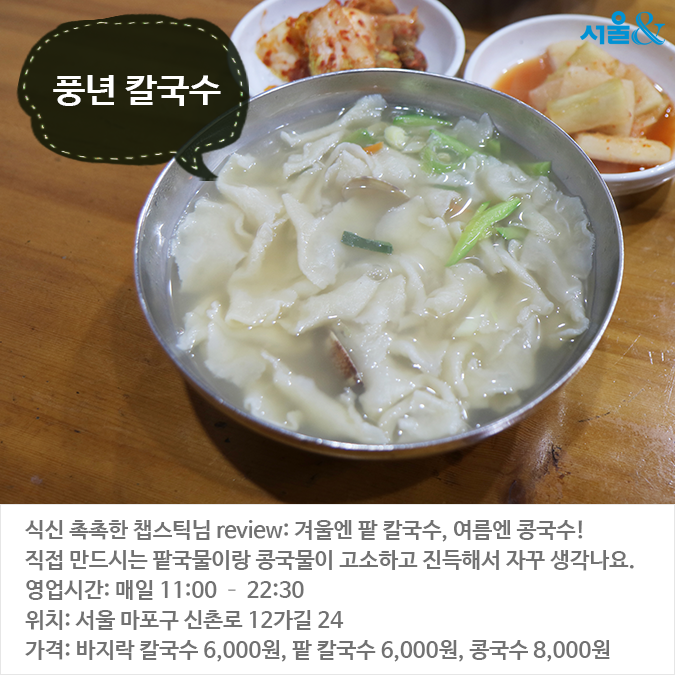 서울&
풍년 칼국수
식신 촉촉한 챕스틱님 review: 겨울엔 팥 칼국수, 여름엔 콩국수!
직접 만드시는 팥국물이랑 콩국물이 고소하고 진득해서 자꾸 생각나요.
영업시간: 매일 11:00 – 22:30
위치: 서울 마포구 신촌로 12가길 24
가격: 바지락 칼국수 6,000원, 팥 칼국수 6,000원, 콩국수 8,000원